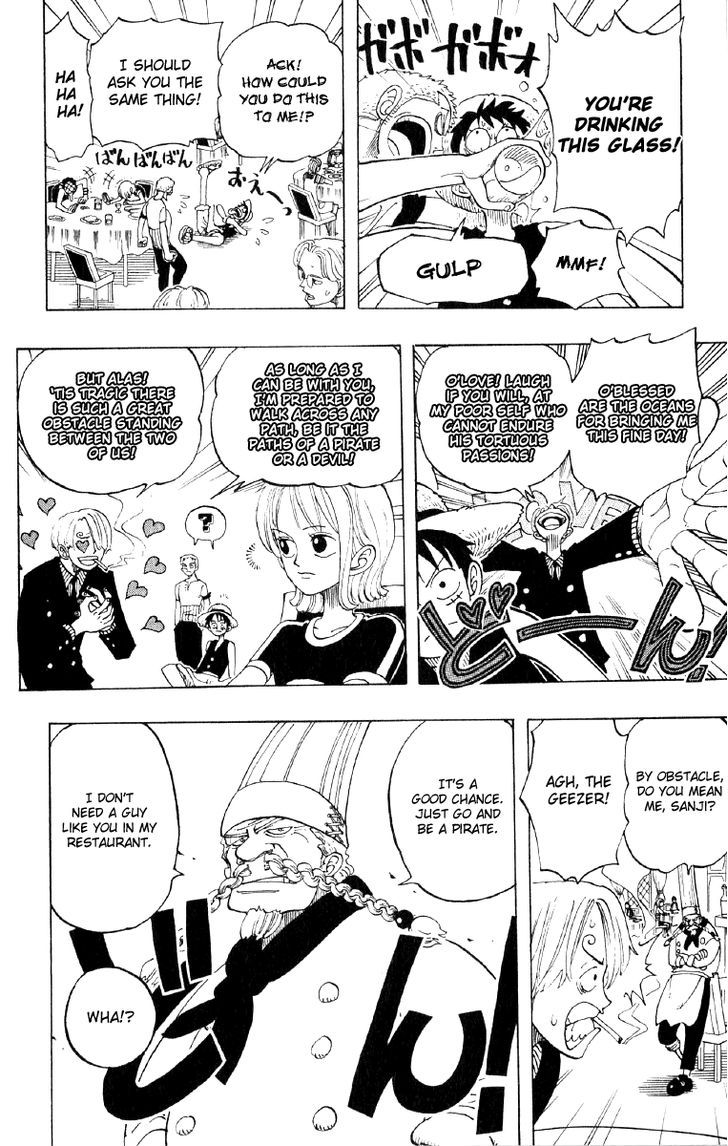 YOU'RE
DRINKING
THIS GLASS!
ガボガボォ
MMF!
GULP
ACK!
HOW COULD
YOU DO THIS
TO ME!?
I SHOULD
ASK YOU THE
SAME THING!
HA
HA
HA!
おえ〜〜っ
ばんばんばん
O'BLESSED
ARE THE OCEANS
FOR BRINGING ME
THIS FINE DAY!
O'LOVE! LAUGH
IF YOU WILL, AT
MY POOR SELF WHO
CANNOT ENDURE
HIS TORTUOUS
PASSIONS!
どーーん!
AS LONG AS I
CAN BE WITH YOU,
I'M PREPARED TO
WALK ACROSS ANY
PATH, BE IT THE
PATHS OF A PIRATE
OR A DEVIL!
BUT ALAS!
'TIS TRAGIC THERE
IS SUCH A GREAT
OBSTACLE STANDING
BETWEEN THE TWO
OF US!
?
BY OBSTACLE,
DO YOU MEAN
ME, SANJI?
AGH, THE
GEEZER!
IT'S A
GOOD CHANCE.
JUST GO AND
BE A PIRATE.
I DON'T
NEED A GUY
LIKE YOU IN MY
RESTAURANT.
どん!
WHA!?